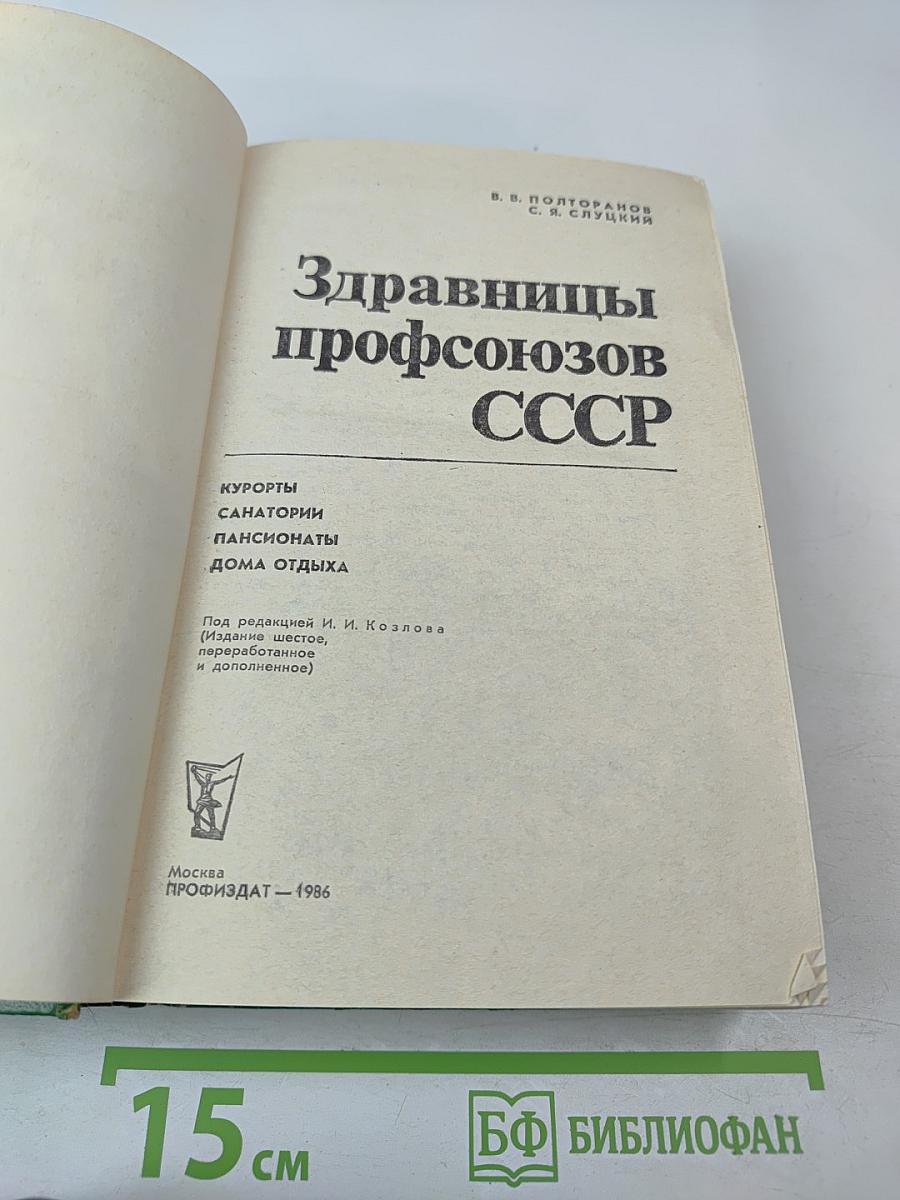 В. В. ПОЛТОРАНОВ
С. Я. СЛУЦКИЙ
Здравницы
профсоюзов
СССР
КУРОРТЫ
САНАТОРИИ
ПАНСИОНАТЫ
ДОМА ОТДЫХА
Под редакцией И. И. Козлова
(Издание шестое,
переработанное
и дополненное)
Москва
ПРОФИЗДАТ — 1986
15 см
БФ БИБЛИОФАН